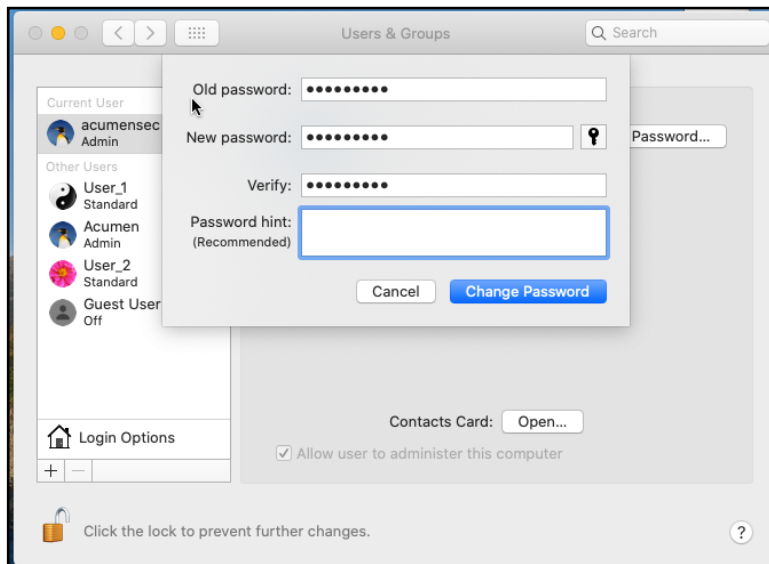 Users & Groups
Search
Old password: •••••••••
New password: •••••••••
Verify: •••••••••
Password hint:
(Recommended)
Cancel
Change Password
Current User
acumensec
Admin
Other Users
User_1
Standard
Acumen
Admin
User_2
Standard
Guest User
Off
Login Options
+ −
Password...
Contacts Card:
Open...
Allow user to administer this computer
Click the lock to prevent further changes.
?